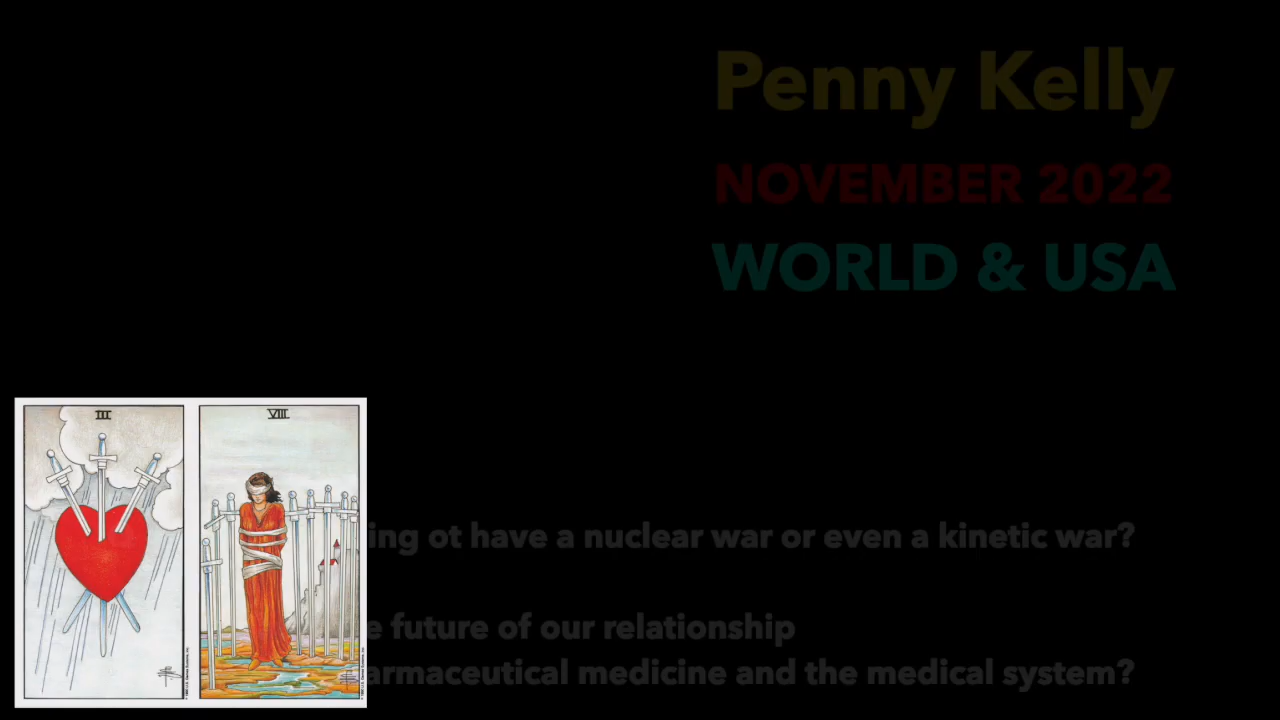 Penny Kelly
NOVEMBER 2022
WORLD & USA
III
VIII
ing ot have a nuclear war or even a kinetic war?
e future of our relationship
armaceutical medicine and the medical system?